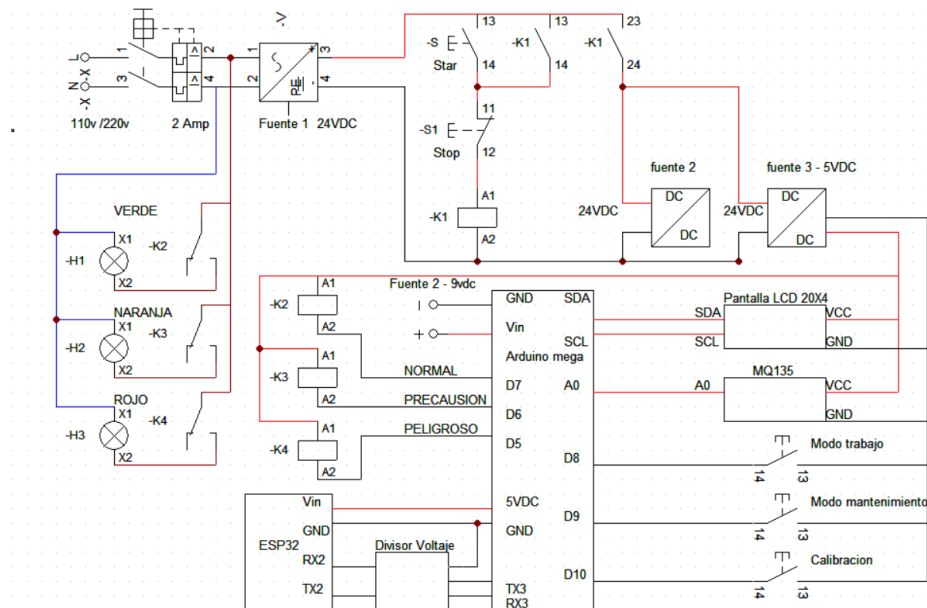 -V
13 13 23
L 1 2 1 3
-X
N 3 4 2 4
-X
PE
-S -K1 -K1
Star
14 14 24
110v /220v 2 Amp Fuente 1 24VDC
11
-S1
Stop 12
fuente 2 fuente 3 - 5VDC
A1
-K1
A2
24VDC DC 24VDC DC
DC DC
VERDE
X1 -K2
-H1
X2
NARANJA
X1 -K3
-H2
X2
ROJO
X1 -K4
-H3
X2
A1
-K2
A2
Fuente 2 - 9vdc
-
+
A1
-K3
A2
A1
-K4
A2
NORMAL
PRECAUSION
PELIGROSO
GND SDA
Vin
SCL
Arduino mega
D7 A0
D6
D5
D8
5VDC
GND D9
D10
TX3
RX3
Pantalla LCD 20X4
SDA VCC
SCL GND
MQ135
A0 VCC
GND
Modo trabajo
14 13
Modo mantenimiento
14 13
Calibracion
14 13
Vin
GND
ESP32
RX2
TX2
Divisor Voltaje